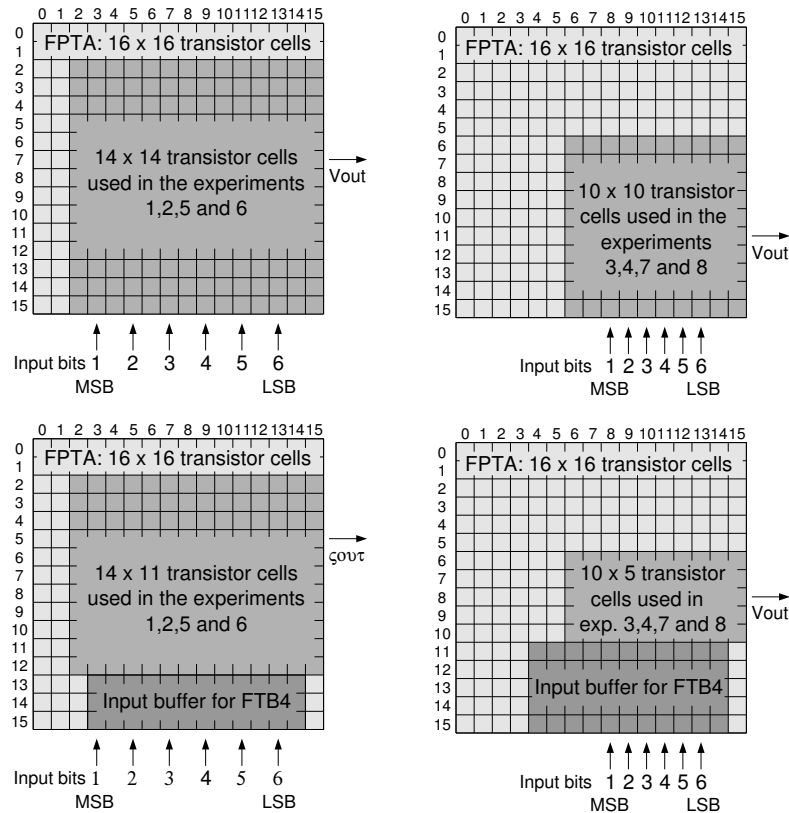 0 1 2 3 4 5 6 7 8 9 10 11 12 13 14 15
0
FPTA: 16 x 16 transistor cells
1
2
3
4
5
6
7
8
9
10
11
12
13
14
15
14 x 14 transistor cells
used in the experiments
1,2,5 and 6
Vout
Input bits 1 2 3 4 5 6
MSB LSB
0 1 2 3 4 5 6 7 8 9 10 11 12 13 14 15
0
FPTA: 16 x 16 transistor cells
1
2
3
4
5
6
7
8
9
10
11
12
13
14
15
10 x 10 transistor
cells used in the
experiments
3,4,7 and 8
Vout
Input bits 1 2 3 4 5 6
MSB LSB
0 1 2 3 4 5 6 7 8 9 10 11 12 13 14 15
0
FPTA: 16 x 16 transistor cells
1
2
3
4
5
6
7
8
9
10
11
12
13
14
15
14 x 11 transistor cells
used in the experiments
1,2,5 and 6
ςουτ
Input buffer for FTB4
Input bits 1 2 3 4 5 6
MSB LSB
0 1 2 3 4 5 6 7 8 9 10 11 12 13 14 15
0
FPTA: 16 x 16 transistor cells
1
2
3
4
5
6
7
8
9
10
11
12
13
14
15
10 x 5 transistor
cells used in
exp. 3,4,7 and 8
Vout
Input buffer for FTB4
Input bits 1 2 3 4 5 6
MSB LSB